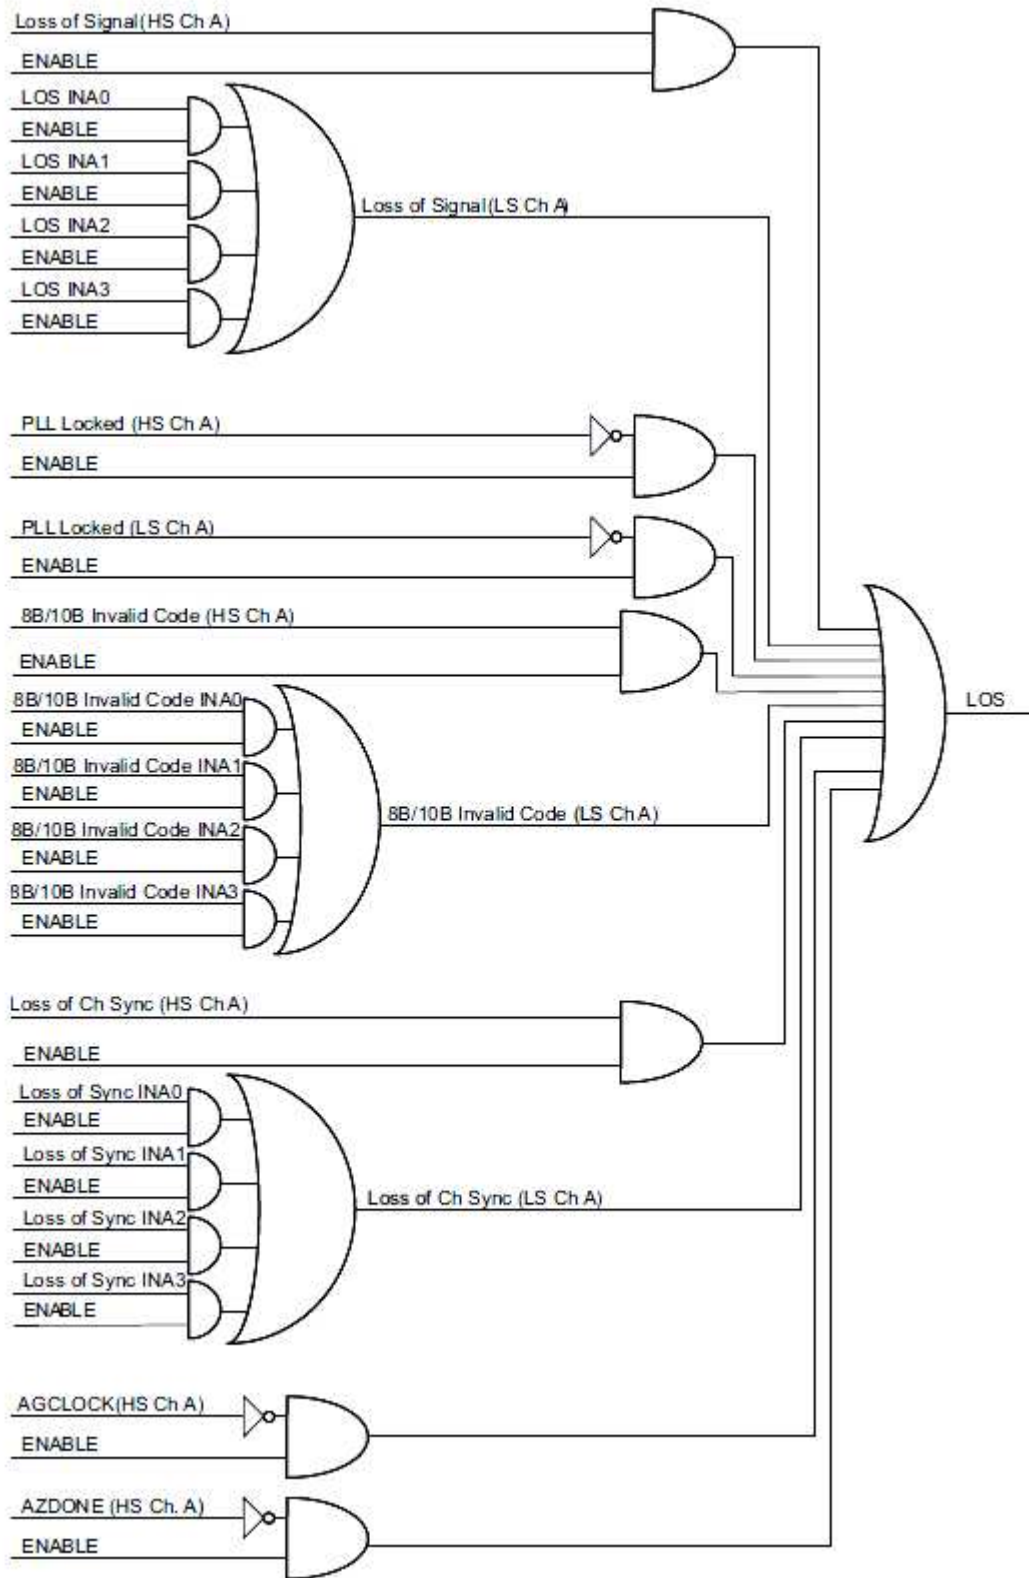 Loss of Signal(HS Ch A)
ENABLE
LOS INA0
ENABLE
LOS INA1
ENABLE
LOS INA2
ENABLE
LOS INA3
ENABLE
Loss of Signal(LS Ch A)
PLL Locked (HS Ch A)
ENABLE
PLL Locked (LS Ch A)
ENABLE
8B/10B Invalid Code (HS Ch A)
ENABLE
LOS
8B/10B Invalid Code INA0
ENABLE
8B/10B Invalid Code INA1
ENABLE
8B/10B Invalid Code INA2
ENABLE
8B/10B Invalid Code INA3
ENABLE
8B/10B Invalid Code (LS Ch A)
Loss of Ch Sync (HS Ch A)
ENABLE
Loss of Sync INA0
ENABLE
Loss of Sync INA1
ENABLE
Loss of Sync INA2
ENABLE
Loss of Sync INA3
ENABLE
Loss of Ch Sync (LS Ch A)
AGCLOCK(HS Ch A)
ENABLE
AZDONE (HS Ch. A)
ENABLE